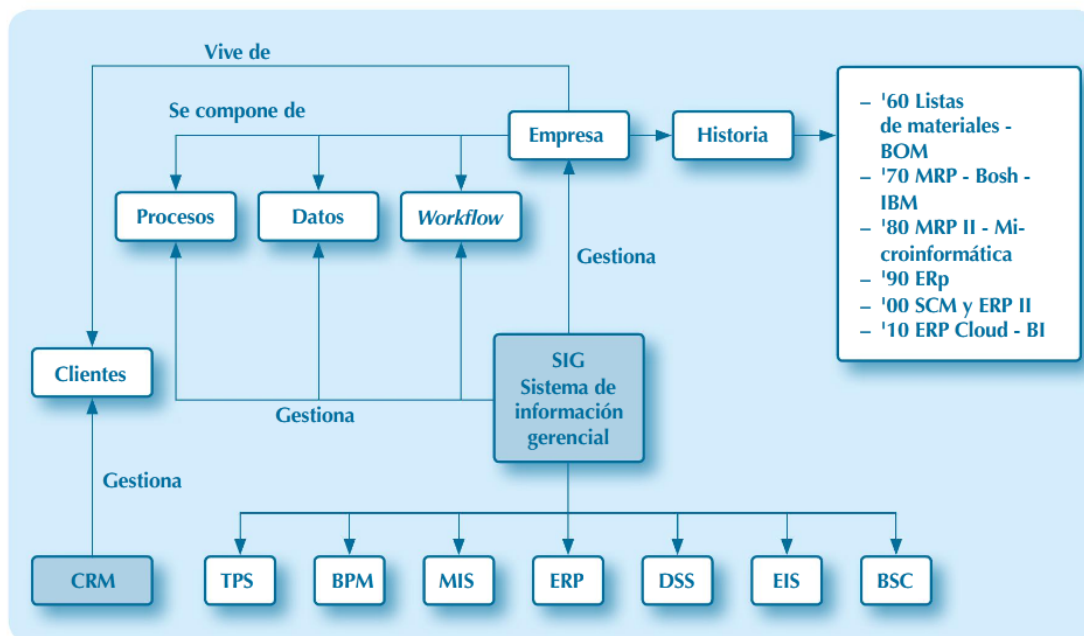 Vive de
Se compone de
Empresa
Historia
– '60 Listas
de materiales -
BOM
– '70 MRP - Bosh -
IBM
– '80 MRP II - Mi-
croinformática
– '90 ERp
– '00 SCM y ERP II
– '10 ERP Cloud - BI
Procesos
Datos
Workflow
Gestiona
Clientes
SIG
Sistema de
información
gerencial
Gestiona
Gestiona
CRM
TPS
BPM
MIS
ERP
DSS
EIS
BSC